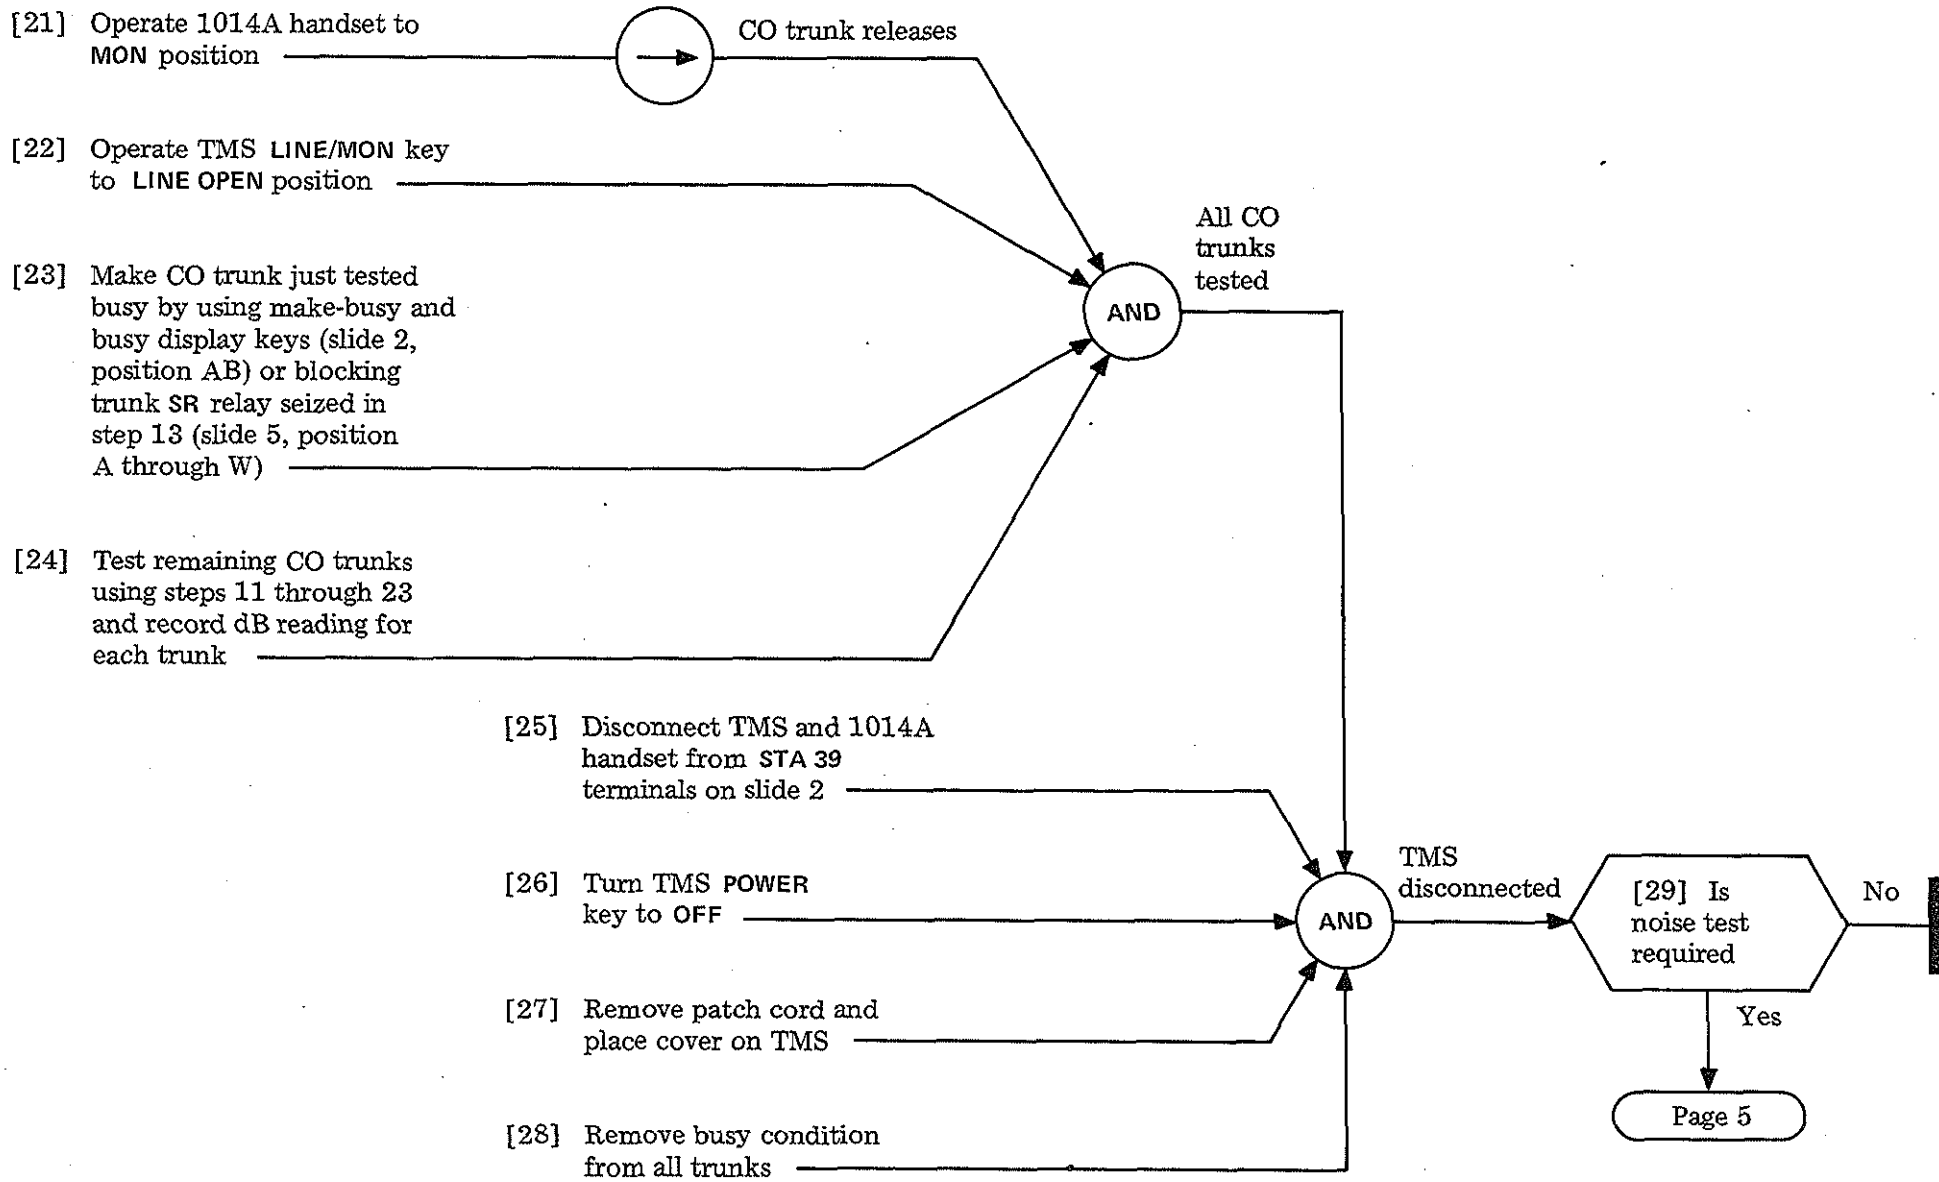 [21] Operate 1014A handset to
MON position
CO trunk releases
[22] Operate TMS LINE/MON key
to LINE OPEN position
[23] Make CO trunk just tested
busy by using make-busy and
busy display keys (slide 2,
position AB) or blocking
trunk SR relay seized in
step 13 (slide 5, position
A through W)
AND
All CO
trunks
tested
[24] Test remaining CO trunks
using steps 11 through 23
and record dB reading for
each trunk
[25] Disconnect TMS and 1014A
handset from STA 39
terminals on slide 2
[26] Turn TMS POWER
key to OFF
AND
TMS
disconnected
[29] Is
noise test
required
No
[27] Remove patch cord and
place cover on TMS
Yes
Page 5
[28] Remove busy condition
from all trunks